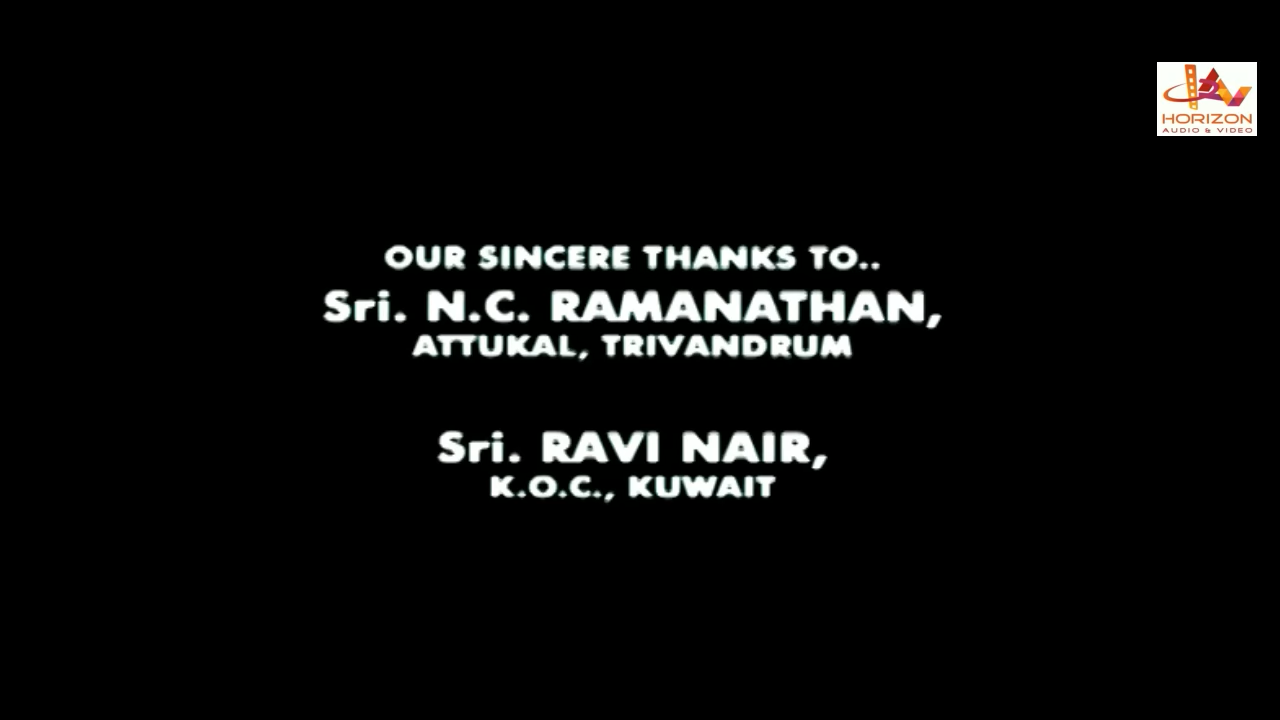 HORIZON
AUDIO & VIDEO
OUR SINCERE THANKS TO..
Sri. N.C. RAMANATHAN,
ATTUKAL, TRIVANDRUM
Sri. RAVI NAIR,
K.O.C., KUWAIT